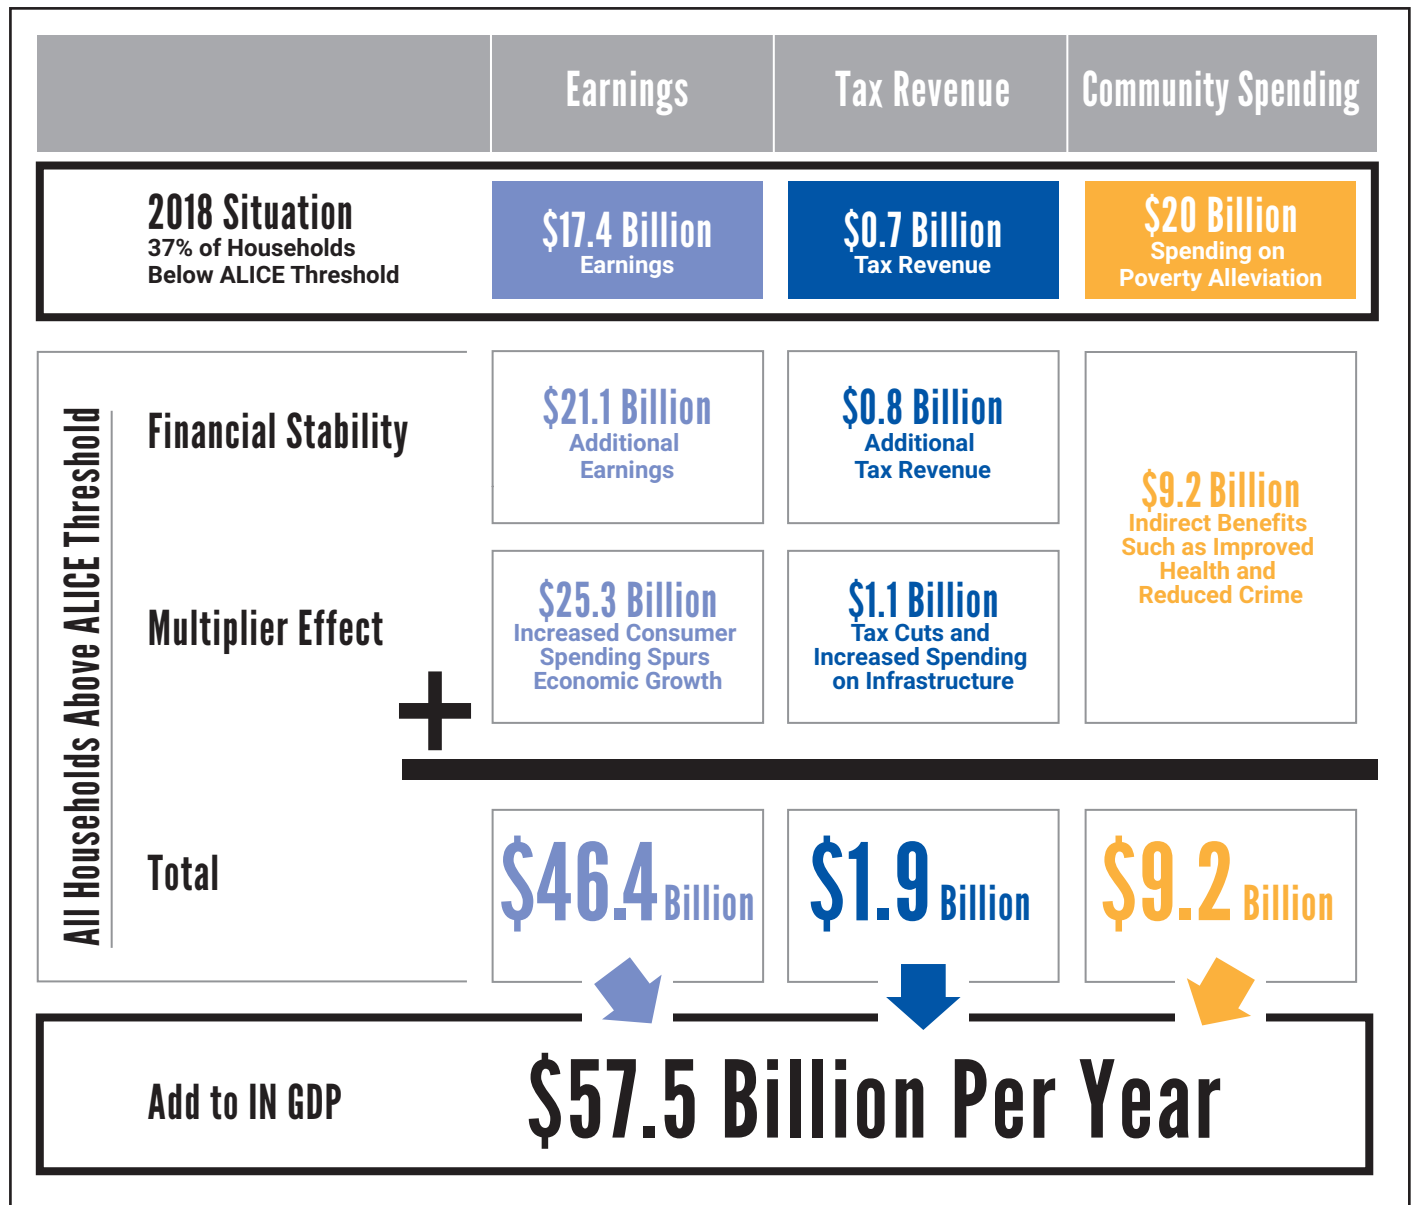 Earnings
Tax Revenue
Community Spending
2018 Situation
37% of Households
Below ALICE Threshold
$17.4 Billion
Earnings
$0.7 Billion
Tax Revenue
$20 Billion
Spending on
Poverty Alleviation
All Households Above ALICE Threshold
Financial Stability
$21.1 Billion
Additional
Earnings
$0.8 Billion
Additional
Tax Revenue
$9.2 Billion
Indirect Benefits
Such as Improved
Health and
Reduced Crime
Multiplier Effect
$25.3 Billion
Increased Consumer
Spending Spurs
Economic Growth
$1.1 Billion
Tax Cuts and
Increased Spending
on Infrastructure
+
Total
$46.4 Billion
$1.9 Billion
$9.2 Billion
Add to IN GDP
$57.5 Billion Per Year